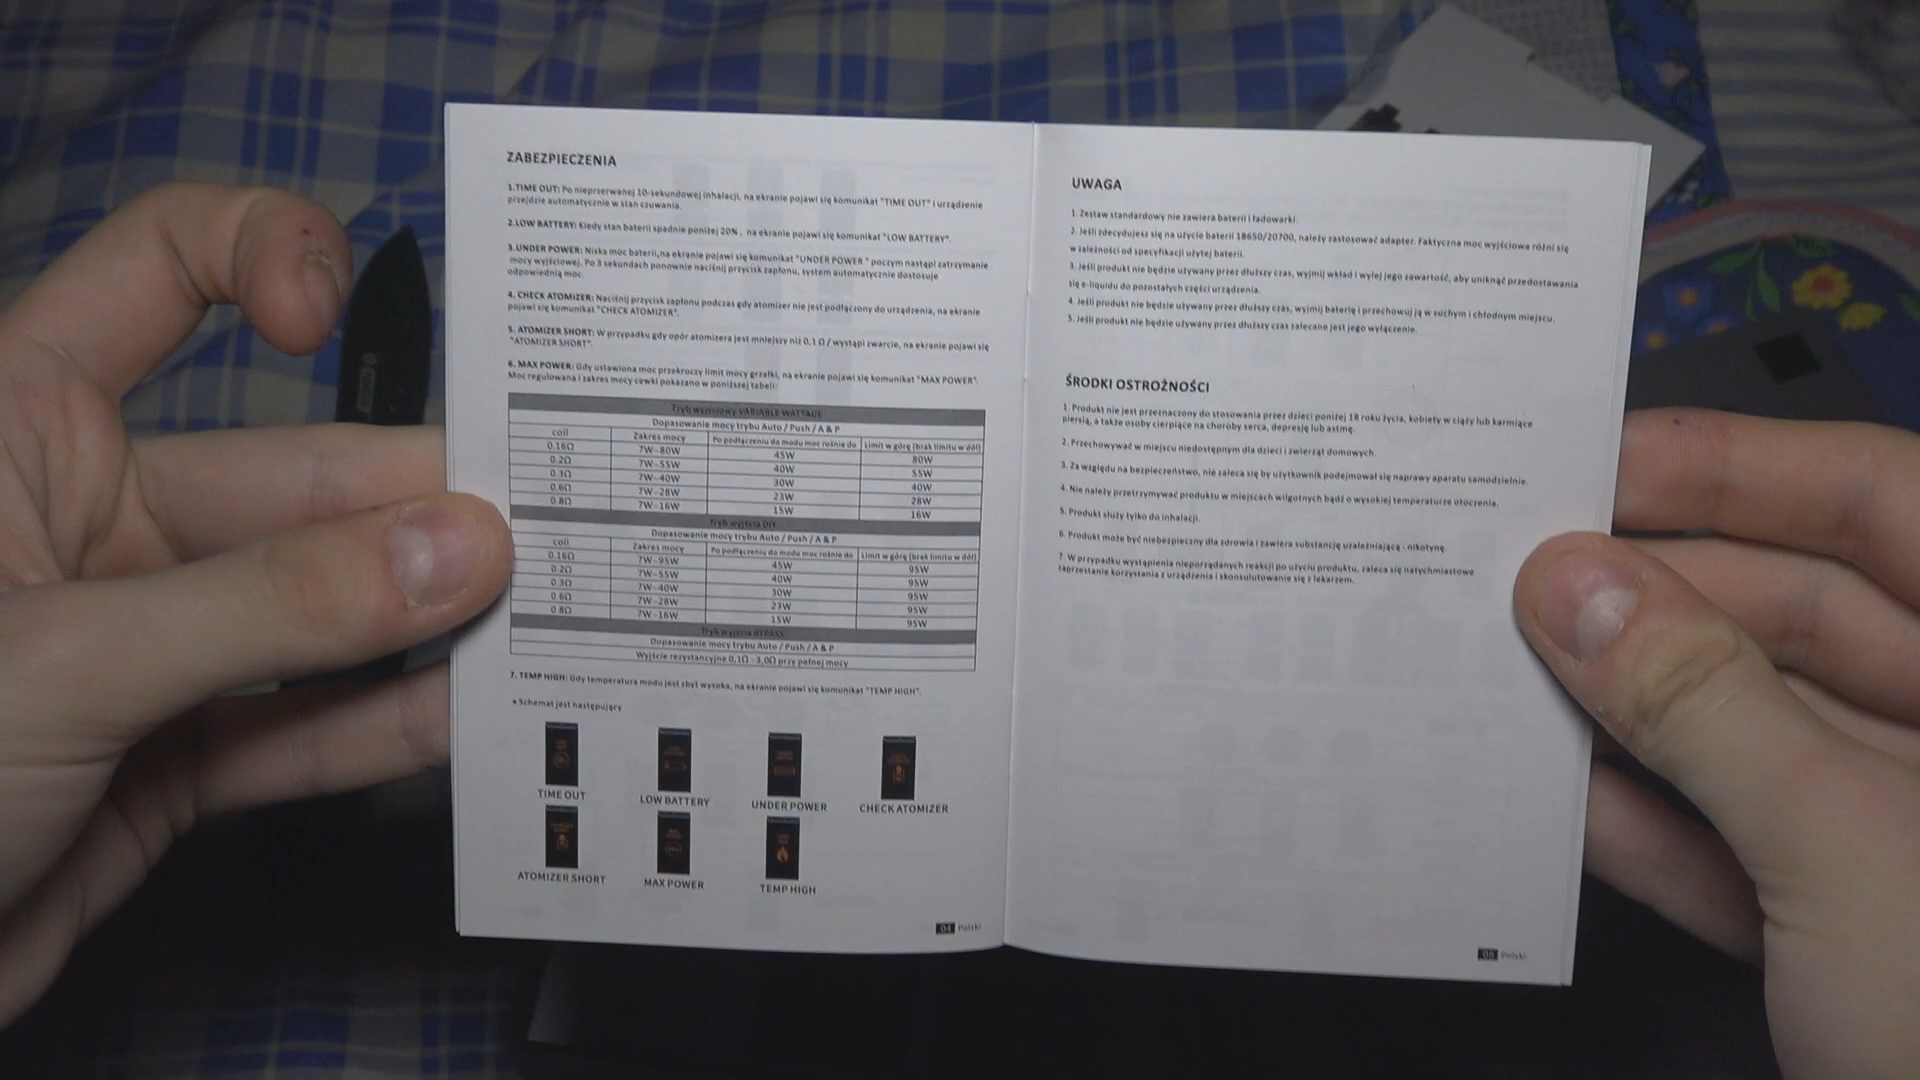 ZABEZPIECZENIA
1.TIME OUT: Po nieprzerwanej 10-sekundowej inhalacji, na ekranie pojawi się komunikat "TIME OUT" i urządzenie
przejdzie automatycznie w stan czuwania.
2.LOW BATTERY: Kiedy stan baterii spadnie poniżej 20% , na ekranie pojawi się komunikat "LOW BATTERY".
3.UNDER POWER: Niska moc baterii,na ekranie pojawi się komunikat "UNDER POWER " poczym nastąpi zatrzymanie
mocy wyjściowej. Po 3 sekundach ponownie naciśnij przycisk zapłonu, system automatycznie dostosuje
odpowiednią moc.
4. CHECK ATOMIZER: Naciśnij przycisk zapłonu podczas gdy atomizer nie jest podłączony do urządzenia, na ekranie
pojawi się komunikat "CHECK ATOMIZER".
5. ATOMIZER SHORT: W przypadku gdy opór atomizera jest mniejszy niż 0,1 Ω / wystąpi zwarcie, na ekranie pojawi się
"ATOMIZER SHORT".
6. MAX POWER: Gdy ustawiona moc przekroczy limit mocy grzałki, na ekranie pojawi się komunikat "MAX POWER".
Moc regulowana i zakres mocy cewki pokazano w poniższej tabeli:
Tryb wyjściowy VARIABLE WATTAGE
Dopasowanie mocy trybu Auto / Push / A & P
coil Zakres mocy Po podłączeniu do modu moc rośnie do Limit w górę (brak limitu w dół)
0.16Ω 7W-80W 45W 80W
0.2Ω 7W-55W 40W 55W
0.3Ω 7W-40W 30W 40W
0.6Ω 7W-28W 23W 28W
0.8Ω 7W-16W 15W 16W
Tryb wyjścia DIY
Dopasowanie mocy trybu Auto / Push / A & P
coil Zakres mocy Po podłączeniu do modu moc rośnie do Limit w górę (brak limitu w dół)
0.16Ω 7W-95W 45W 95W
0.2Ω 7W-55W 40W 95W
0.3Ω 7W-40W 30W 95W
0.6Ω 7W-28W 23W 95W
0.8Ω 7W-16W 15W 95W
Tryb wyjścia BYPASS
Dopasowanie mocy trybu Auto / Push / A & P
Wyjście rezystancyjne 0,1Ω - 3,0Ω przy pełnej mocy
7. TEMP HIGH: Gdy temperatura modu jest zbyt wysoka, na ekranie pojawi się komunikat "TEMP HIGH".
• Schemat jest następujący
TIME OUT LOW BATTERY UNDER POWER CHECK ATOMIZER
ATOMIZER SHORT MAX POWER TEMP HIGH
04 Polski
UWAGA
1. Zestaw standardowy nie zawiera baterii i ładowarki.
2. Jeśli zdecydujesz się na użycie baterii 18650/20700, należy zastosować adapter. Faktyczna moc wyjściowa różni się
w zależności od specyfikacji użytej baterii.
3. Jeśli produkt nie będzie używany przez dłuższy czas, wyjmij wkład i wylej jego zawartość, aby uniknąć przedostawania
się e-liquidu do pozostałych części urządzenia.
4. Jeśli produkt nie będzie używany przez dłuższy czas, wyjmij baterię i przechowuj ją w suchym i chłodnym miejscu.
5. Jeśli produkt nie będzie używany przez dłuższy czas zalecane jest jego wyłączenie.
ŚRODKI OSTROŻNOŚCI
1. Produkt nie jest przeznaczony do stosowania przez dzieci poniżej 18 roku życia, kobiety w ciąży lub karmiące
piersią, a także osoby cierpiące na choroby serca, depresję lub astmę.
2. Przechowywać w miejscu niedostępnym dla dzieci i zwierząt domowych.
3. Za względu na bezpieczeństwo, nie zaleca się by użytkownik podejmował się naprawy aparatu samodzielnie.
4. Nie należy przetrzymywać produktu w miejscach wilgotnych bądź o wysokiej temperaturze otoczenia.
5. Produkt służy tylko do inhalacji.
6. Produkt może być niebezpieczny dla zdrowia i zawiera substancję uzależniającą - nikotynę.
7. W przypadku wystąpienia nieporządanych reakcji po użyciu produktu, zaleca się natychmiastowe
zaprzestanie korzystania z urządzenia i skonsulutowanie się z lekarzem.
05 Polski